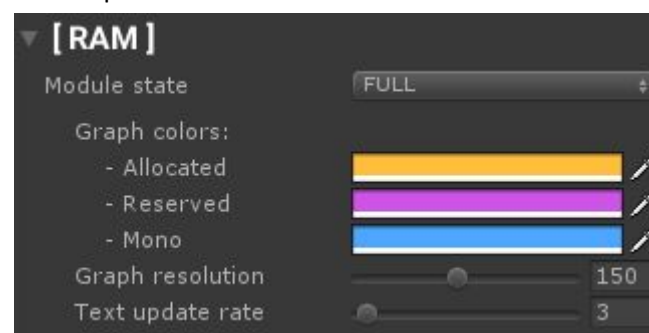 [ RAM ]
Module state FULL
Graph colors:
- Allocated
- Reserved
- Mono
Graph resolution 150
Text update rate 3